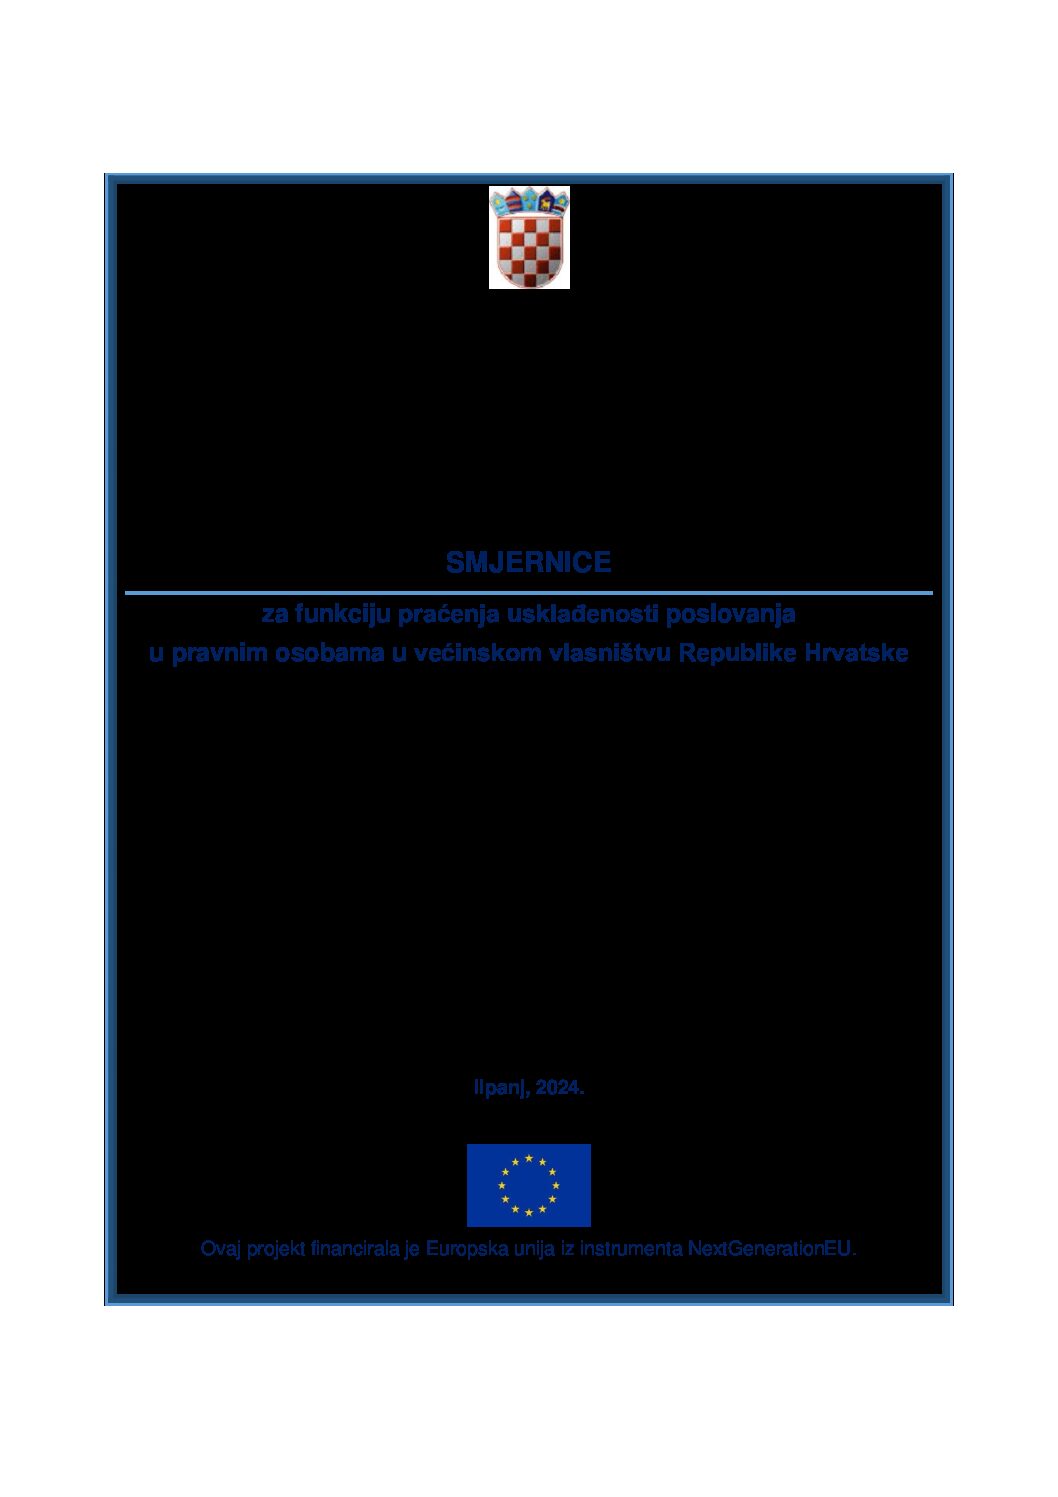 SMJERNICE
za funkciju praćenja usklađenosti poslovanja
u pravnim osobama u većinskom vlasništvu Republike Hrvatske
lipanj, 2024.
Ovaj projekt financirala je Europska unija iz instrumenta NextGenerationEU.